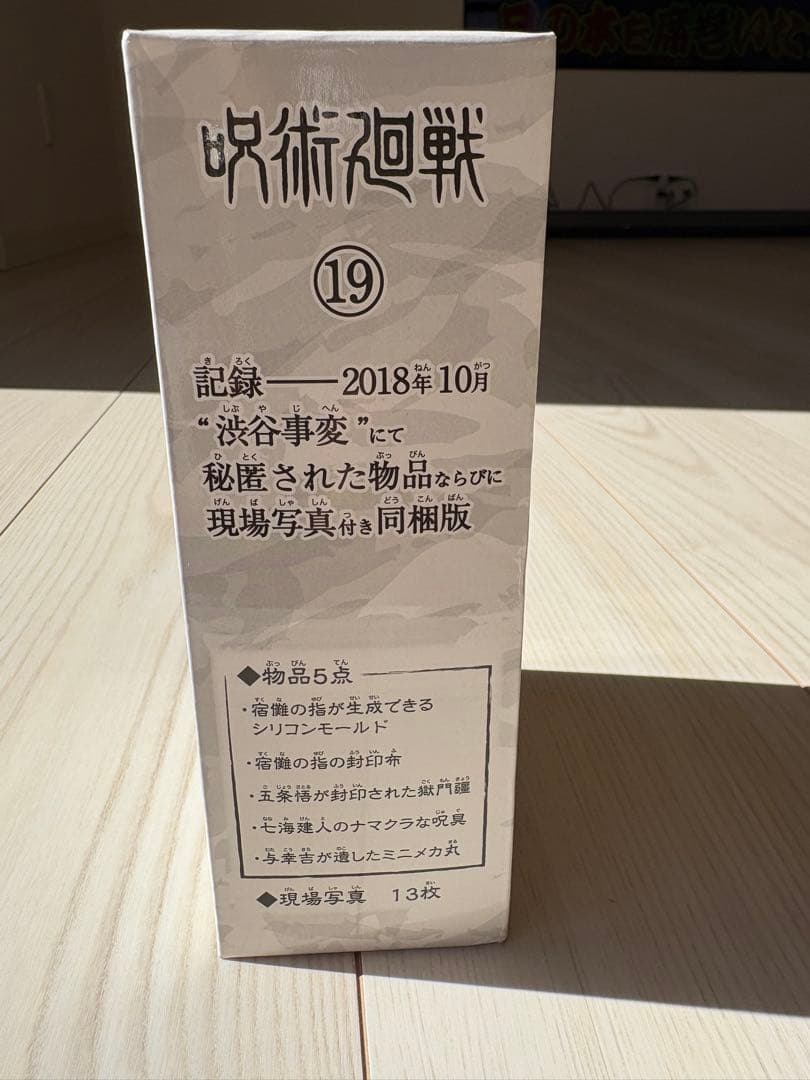 呪術廻戦
⑲
記録――2018年10月
“渋谷事変”にて
秘匿された物品ならびに
現場写真付き同梱版
◆物品5点
・宿儺の指が生成できる
シリコンモールド
・宿儺の指の封印布
・五条悟が封印された獄門疆
・七海建人のナマクラな呪具
・与幸吉が遺したミニメカ丸
◆現場写真 13枚